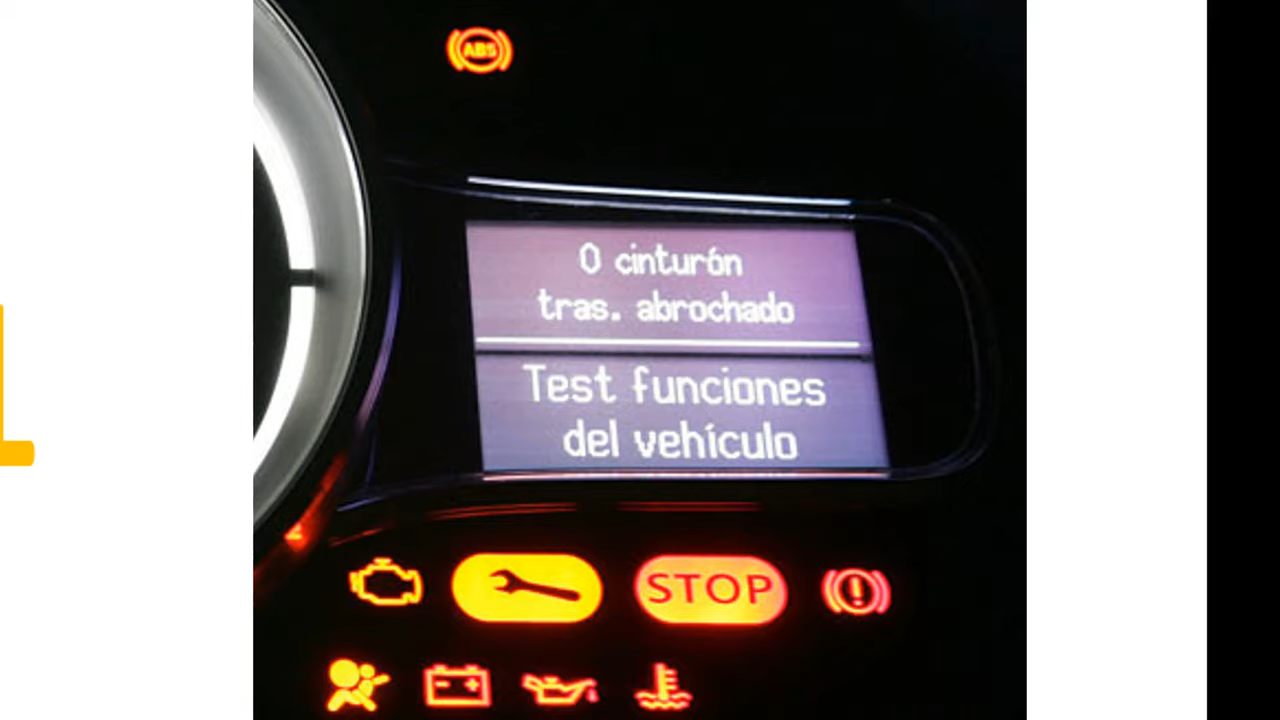 ABS
0 cinturón
tras. abrochado
Test funciones
del vehículo
STOP